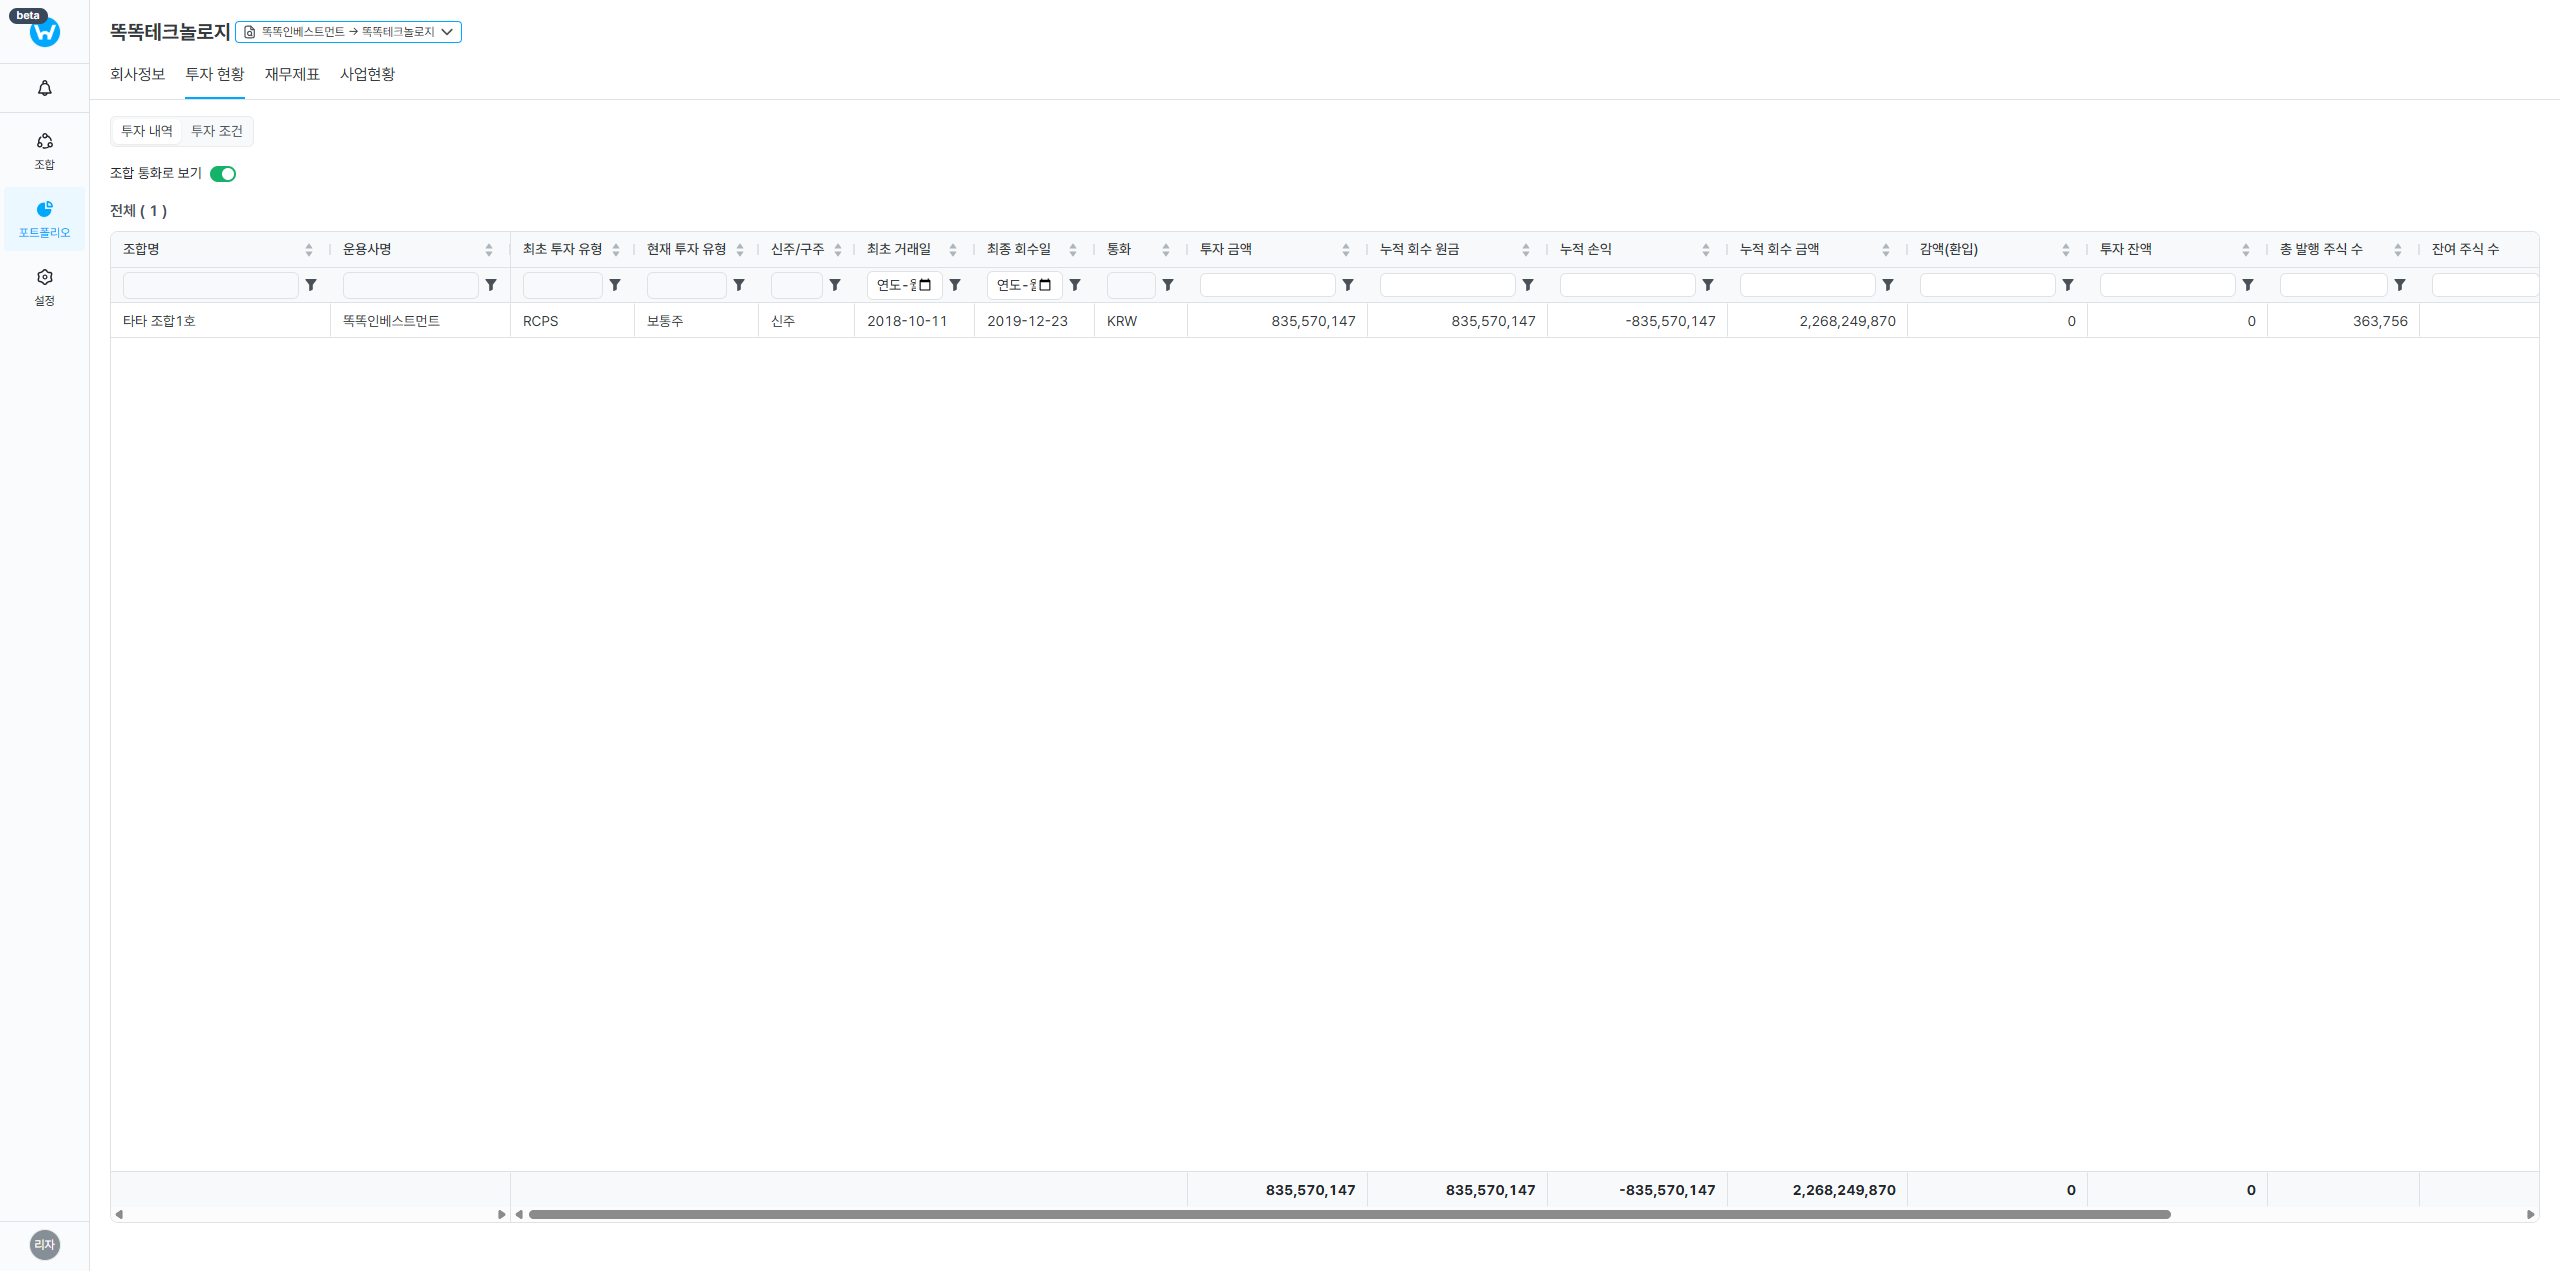 beta
똑똑테크놀로지 똑똑인베스트먼트 → 똑똑테크놀로지
회사정보 투자 현황 재무제표 사업현황
조합
포트폴리오
설정
리자
투자 내역 투자 조건
조합 통화로 보기
전체 ( 1 )
조합명 운용사명 최초 투자 유형 현재 투자 유형 신주/구주 최초 거래일 최종 회수일 통화 투자 금액 누적 회수 원금 누적 손익 누적 회수 금액 감액(환입) 투자 잔액 총 발행 주식 수 잔여 주식 수
연도- 연도-
타타 조합1호 똑똑인베스트먼트 RCPS 보통주 신주 2018-10-11 2019-12-23 KRW 835,570,147 835,570,147 -835,570,147 2,268,249,870 0 0 363,756
835,570,147 835,570,147 -835,570,147 2,268,249,870 0 0